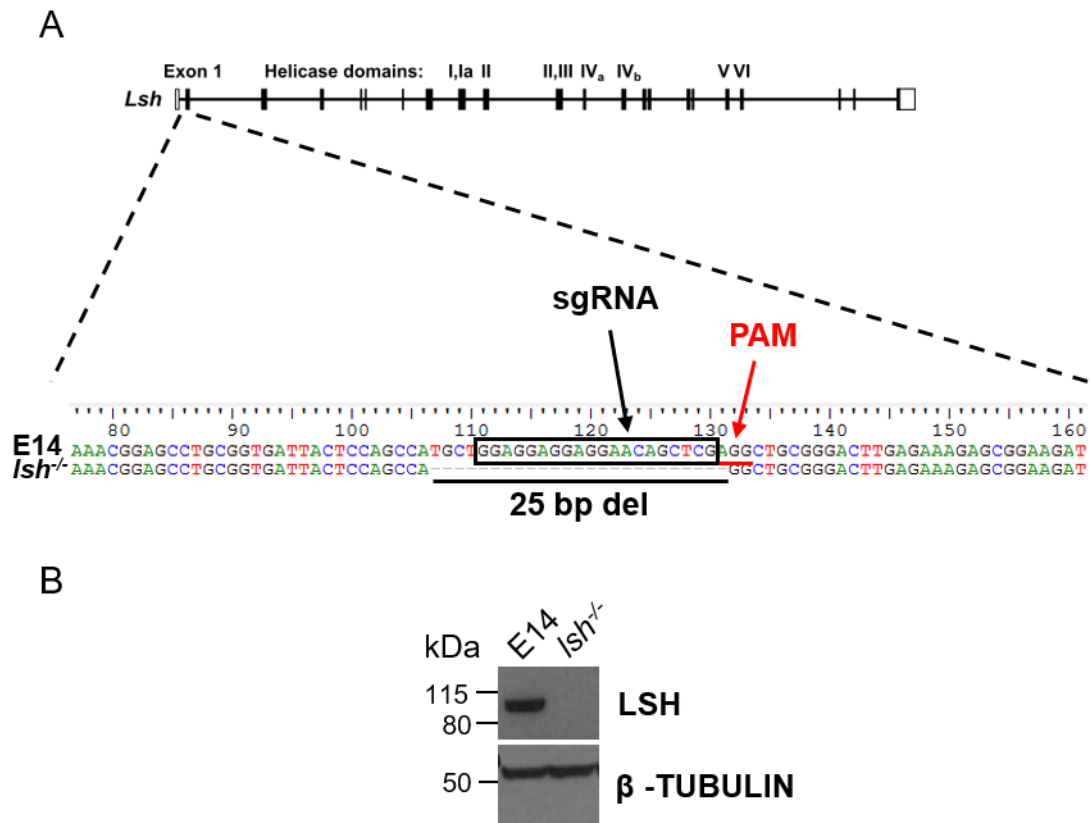 A
Exon 1 Helicase domains: I,Ia II II,III IVa IVb V VI
Lsh
sgRNA
PAM
80 90 100 110 120 130 140 150 160
E14 AAACGGAGCCTGCGGTGATTACTCCAGCCATGCTGGAGGAGGAGGAACAGCTCGAGGCTGCGGGACTTGAGAAAGAGCGGAAGAT
lsh-/- AAACGGAGCCTGCGGTGATTACTCCAGCCA-------------------------GGCTGCGGGACTTGAGAAAGAGCGGAAGAT
25 bp del
B
kDa E14 lsh-/-
115
80
LSH
50
β -TUBULIN